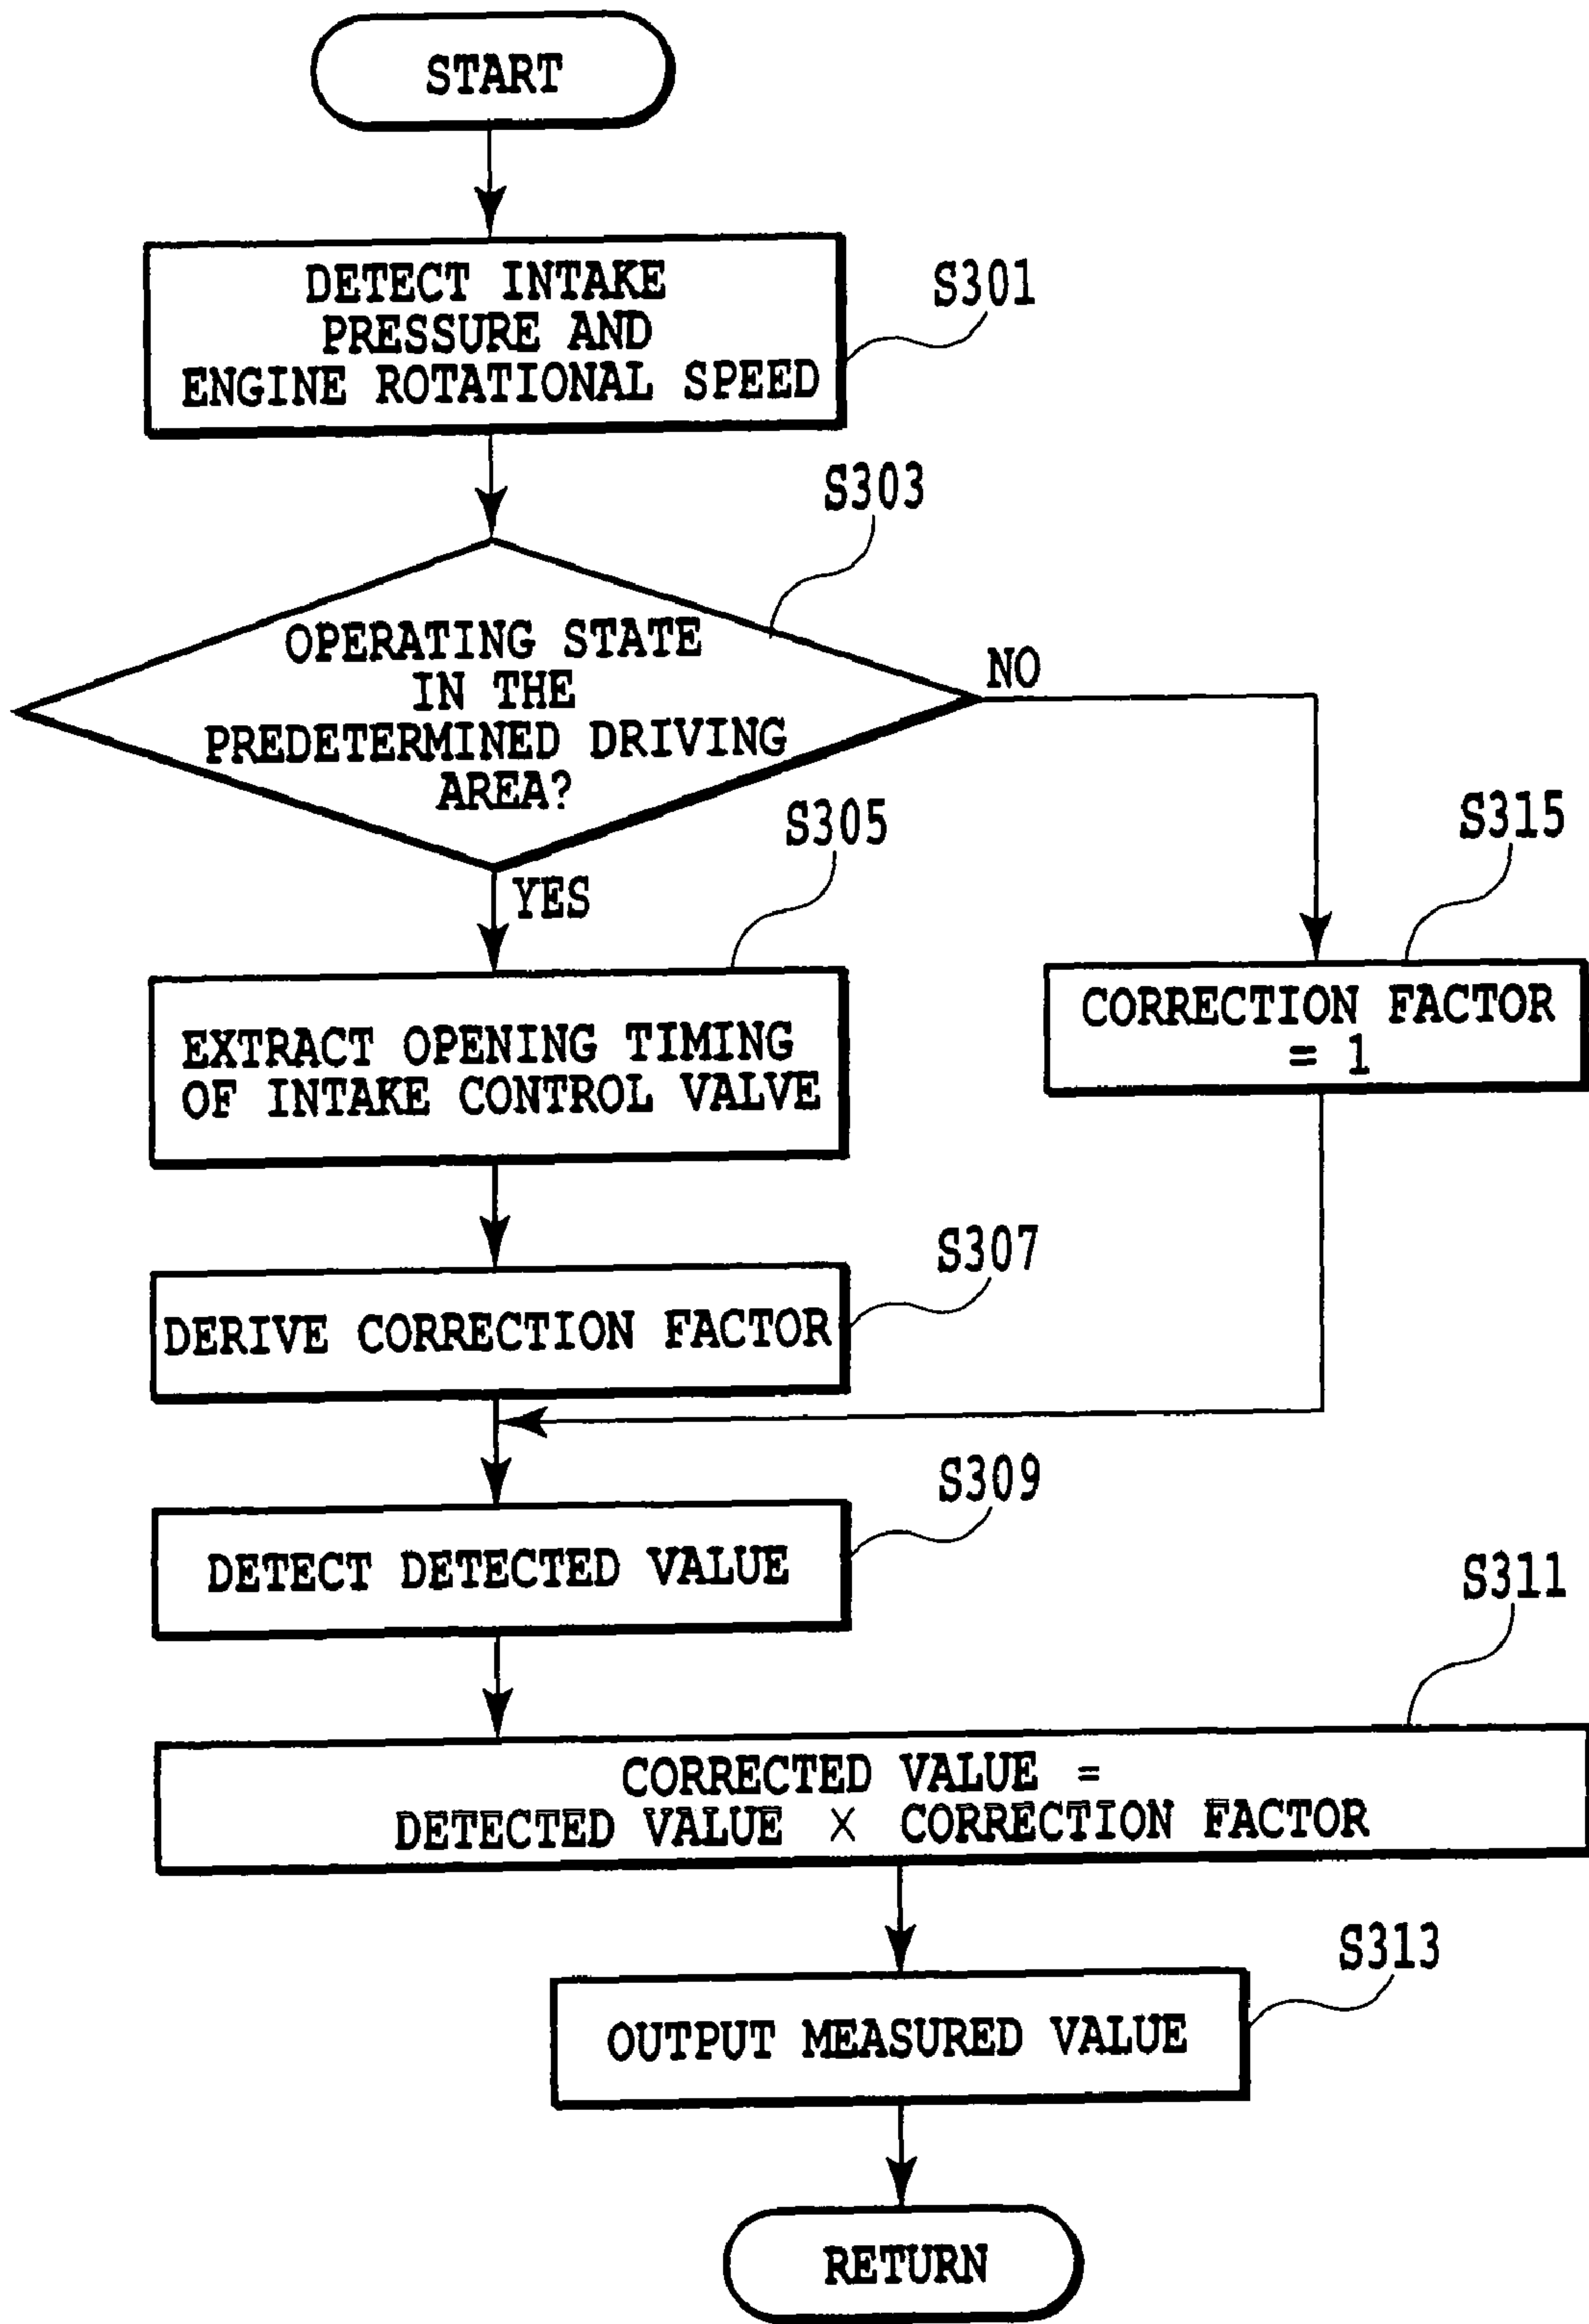 START
DETECT INTAKE
PRESSURE AND
ENGINE ROTATIONAL SPEED
S301
S303
OPERATING STATE
IN THE
PREDETERMINED DRIVING
AREA?
NO
YES
S305
EXTRACT OPENING TIMING
OF INTAKE CONTROL VALVE
S315
CORRECTION FACTOR
= 1
S307
DERIVE CORRECTION FACTOR
S309
DETECT DETECTED VALUE
S311
CORRECTED VALUE =
DETECTED VALUE × CORRECTION FACTOR
S313
OUTPUT MEASURED VALUE
RETURN